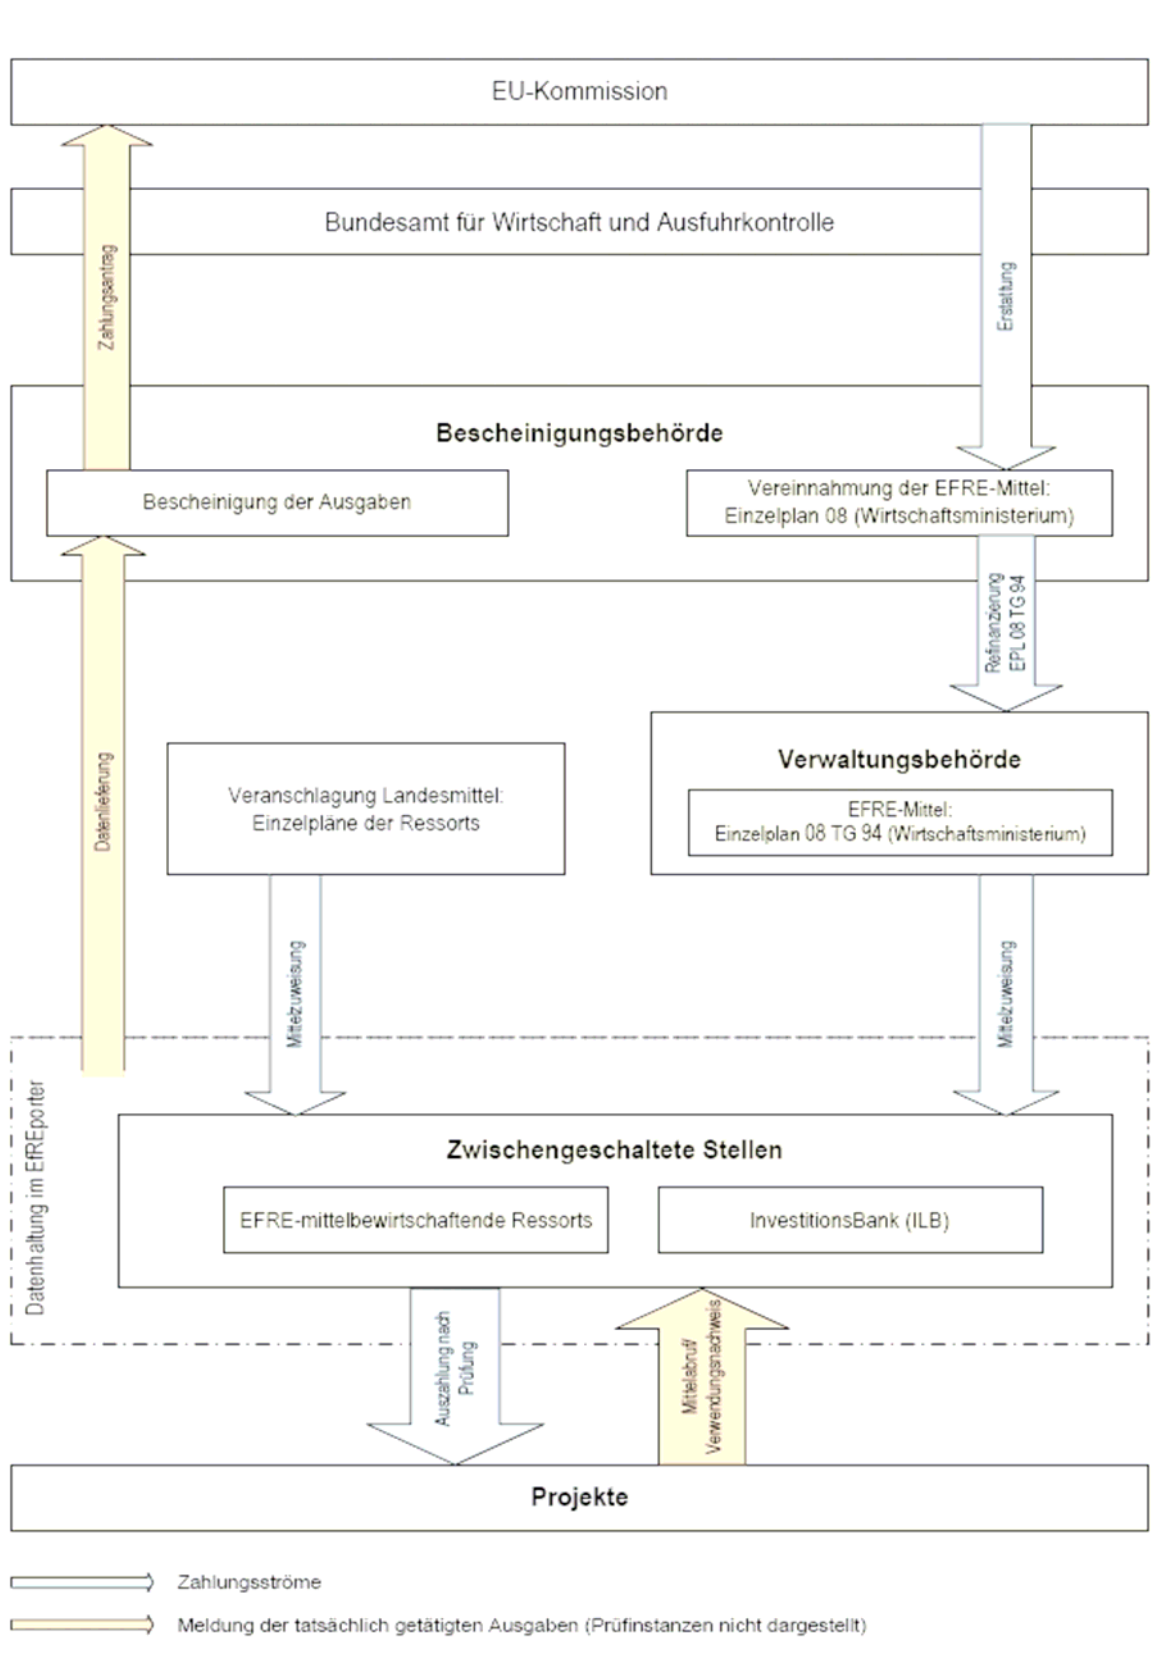 EU-Kommission
Bundesamt für Wirtschaft und Ausfuhrkontrolle
Zahlungsantrag
Erstattung
Bescheinigungsbehörde
Bescheinigung der Ausgaben
Vereinnahmung der EFRE-Mittel:
Einzelplan 08 (Wirtschaftsministerium)
Refinanzierung
EPL 08 TG 94
Datenlieferung
Veranschlagung Landesmittel:
Einzelpläne der Ressorts
Verwaltungsbehörde
EFRE-Mittel:
Einzelplan 08 TG 94 (Wirtschaftsministerium)
Mittelzuweisung
Mittelzuweisung
Datenhaltung im EfREporter
Zwischengeschaltete Stellen
EFRE-mittelbewirtschaftende Ressorts
InvestitionsBank (ILB)
Auszahlung nach
Prüfung
Mittelabruf/
Verwendungsnachweis
Projekte
Zahlungsströme
Meldung der tatsächlich getätigten Ausgaben (Prüfinstanzen nicht dargestellt)